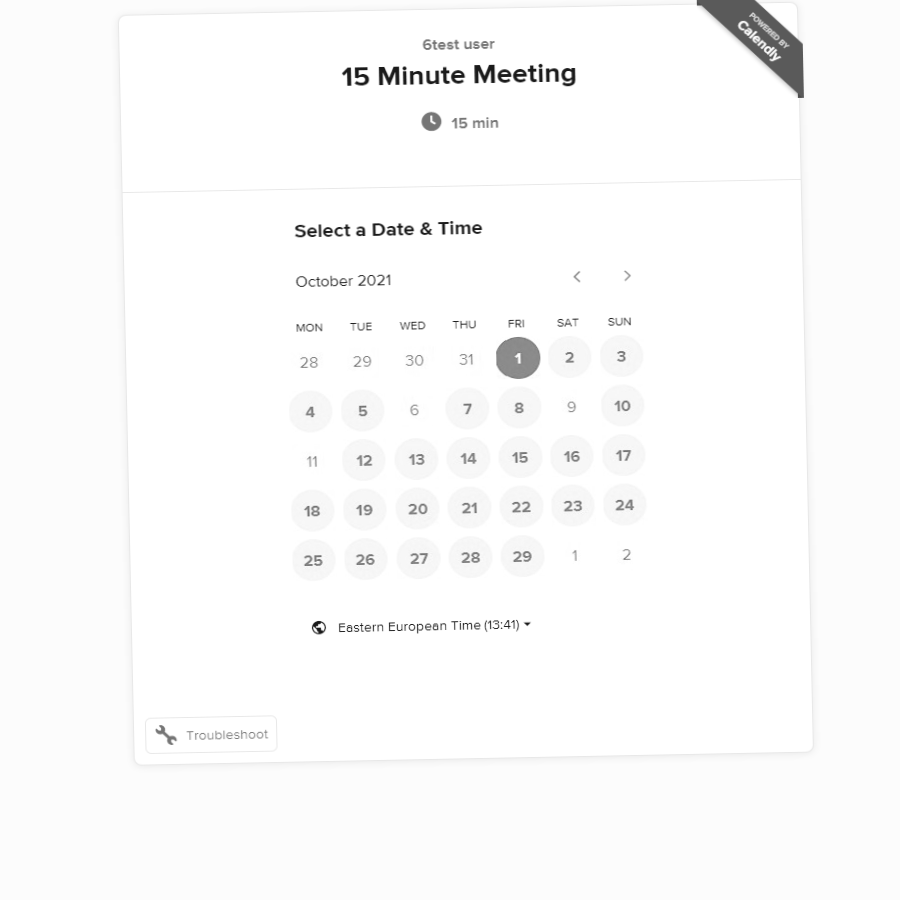 POWERED BY
Calendly
6test user
15 Minute Meeting
15 min
Select a Date & Time
October 2021
MON TUE WED THU FRI SAT SUN
28 29 30 31 1 2 3
4 5 6 7 8 9 10
11 12 13 14 15 16 17
18 19 20 21 22 23 24
25 26 27 28 29 1 2
Eastern European Time (13:41)
Troubleshoot